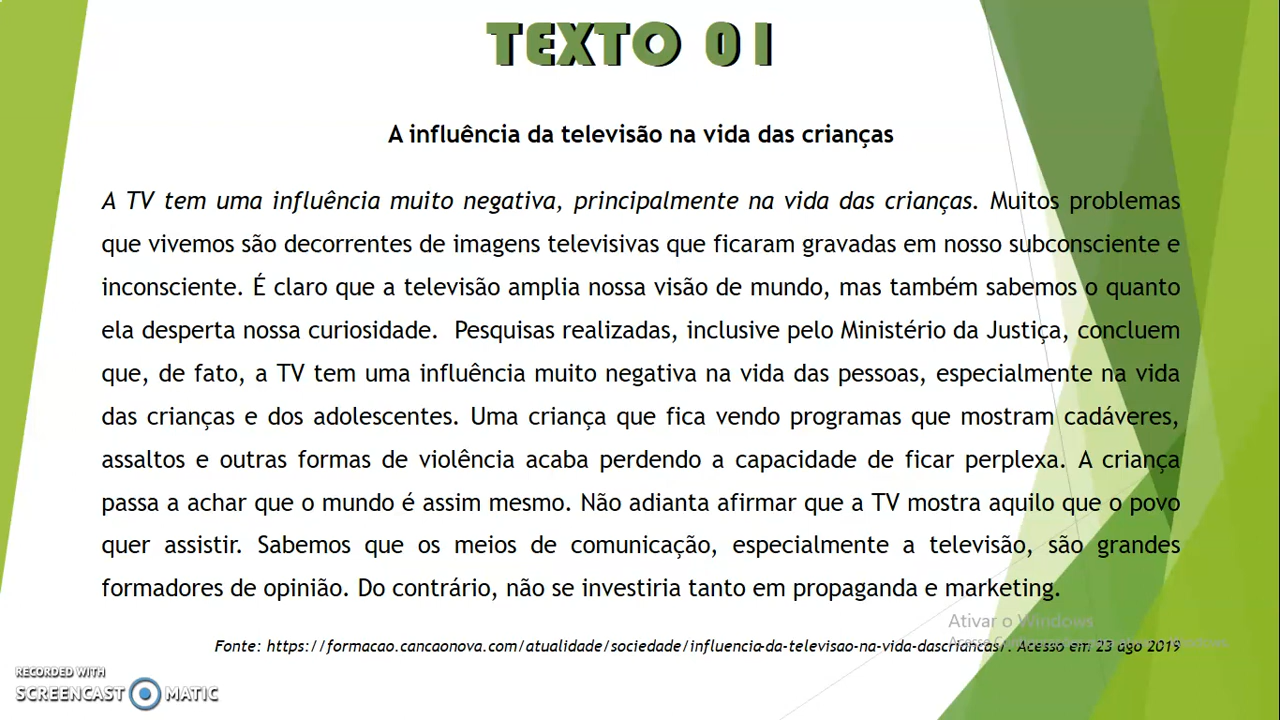 TEXTO 01
A influência da televisão na vida das crianças
A TV tem uma influência muito negativa, principalmente na vida das crianças. Muitos problemas
que vivemos são decorrentes de imagens televisivas que ficaram gravadas em nosso subconsciente e
inconsciente. É claro que a televisão amplia nossa visão de mundo, mas também sabemos o quanto
ela desperta nossa curiosidade.  Pesquisas realizadas, inclusive pelo Ministério da Justiça, concluem
que, de fato, a TV tem uma influência muito negativa na vida das pessoas, especialmente na vida
das crianças e dos adolescentes. Uma criança que fica vendo programas que mostram cadáveres,
assaltos e outras formas de violência acaba perdendo a capacidade de ficar perplexa. A criança
passa a achar que o mundo é assim mesmo. Não adianta afirmar que a TV mostra aquilo que o povo
quer assistir. Sabemos que os meios de comunicação, especialmente a televisão, são grandes
formadores de opinião. Do contrário, não se investiria tanto em propaganda e marketing.
Ativar o Windows
Fonte: https://formacao.cancaonova.com/atualidade/sociedade/influencia-da-televisao-na-vida-dascriancas/. Acesso em 23 ago 2019
RECORDED WITH
SCREENCAST MATIC